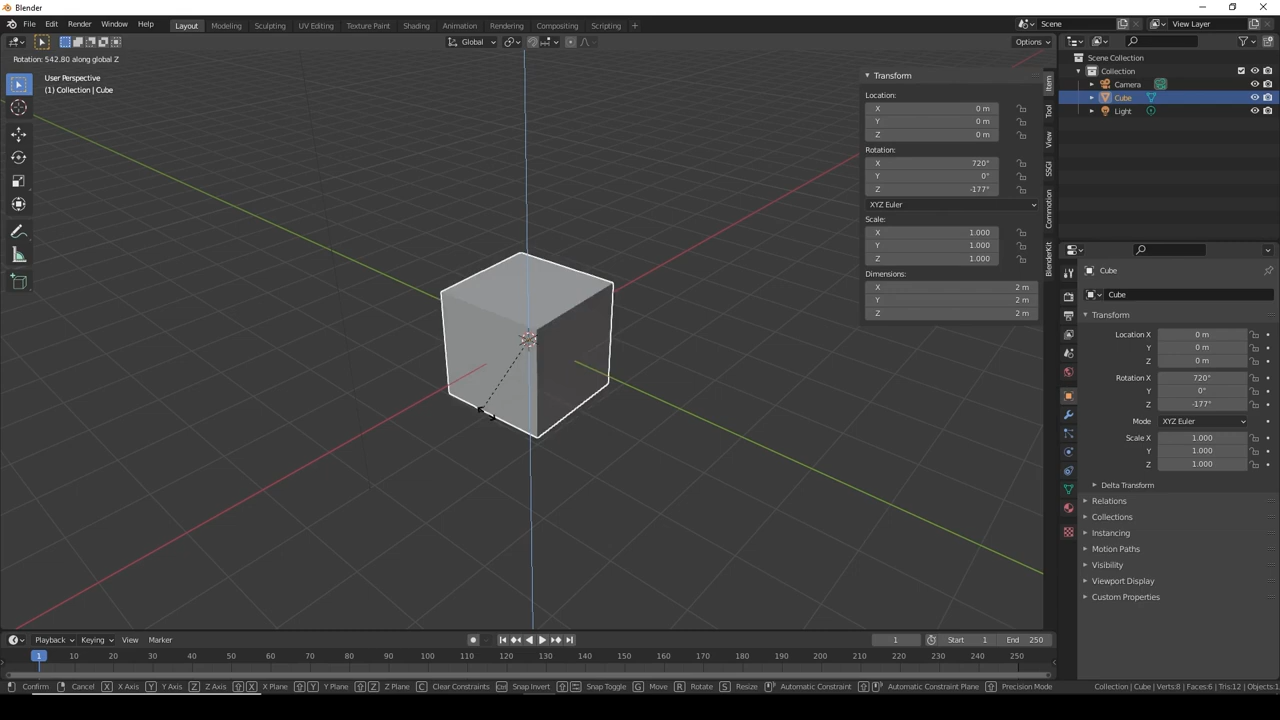 Blender
File Edit Render Window Help Layout Modeling Sculpting UV Editing Texture Paint Shading Animation Rendering Compositing Scripting + Scene View Layer
Global Options
Rotation: 542.80 along global Z
User Perspective
(1) Collection | Cube
Transform
Location:
X 0 m
Y 0 m
Z 0 m
Rotation:
X 720°
Y 0°
Z -177°
XYZ Euler
Scale:
X 1.000
Y 1.000
Z 1.000
Dimensions:
X 2 m
Y 2 m
Z 2 m
Item
Tool
View
SSGI
Commotion
BlenderKit
Scene Collection
Collection
Camera
Cube
Light
Cube
Cube
Transform
Location X 0 m
Y 0 m
Z 0 m
Rotation X 720°
Y 0°
Z -177°
Mode XYZ Euler
Scale X 1.000
Y 1.000
Z 1.000
Delta Transform
Relations
Collections
Instancing
Motion Paths
Visibility
Viewport Display
Custom Properties
Playback Keying View Marker 1 Start 1 End 250
1 10 20 30 40 50 60 70 80 90 100 110 120 130 140 150 160 170 180 190 200 210 220 230 240 250
Confirm Cancel X X Axis Y Y Axis Z Z Axis X X Plane Y Y Plane Z Z Plane C Clear Constraints Ctrl Snap Invert Snap Toggle G Move R Rotate S Resize Automatic Constraint Automatic Constraint Plane Precision Mode Collection | Cube | Verts:8 | Faces:6 | Tris:12 | Objects:1